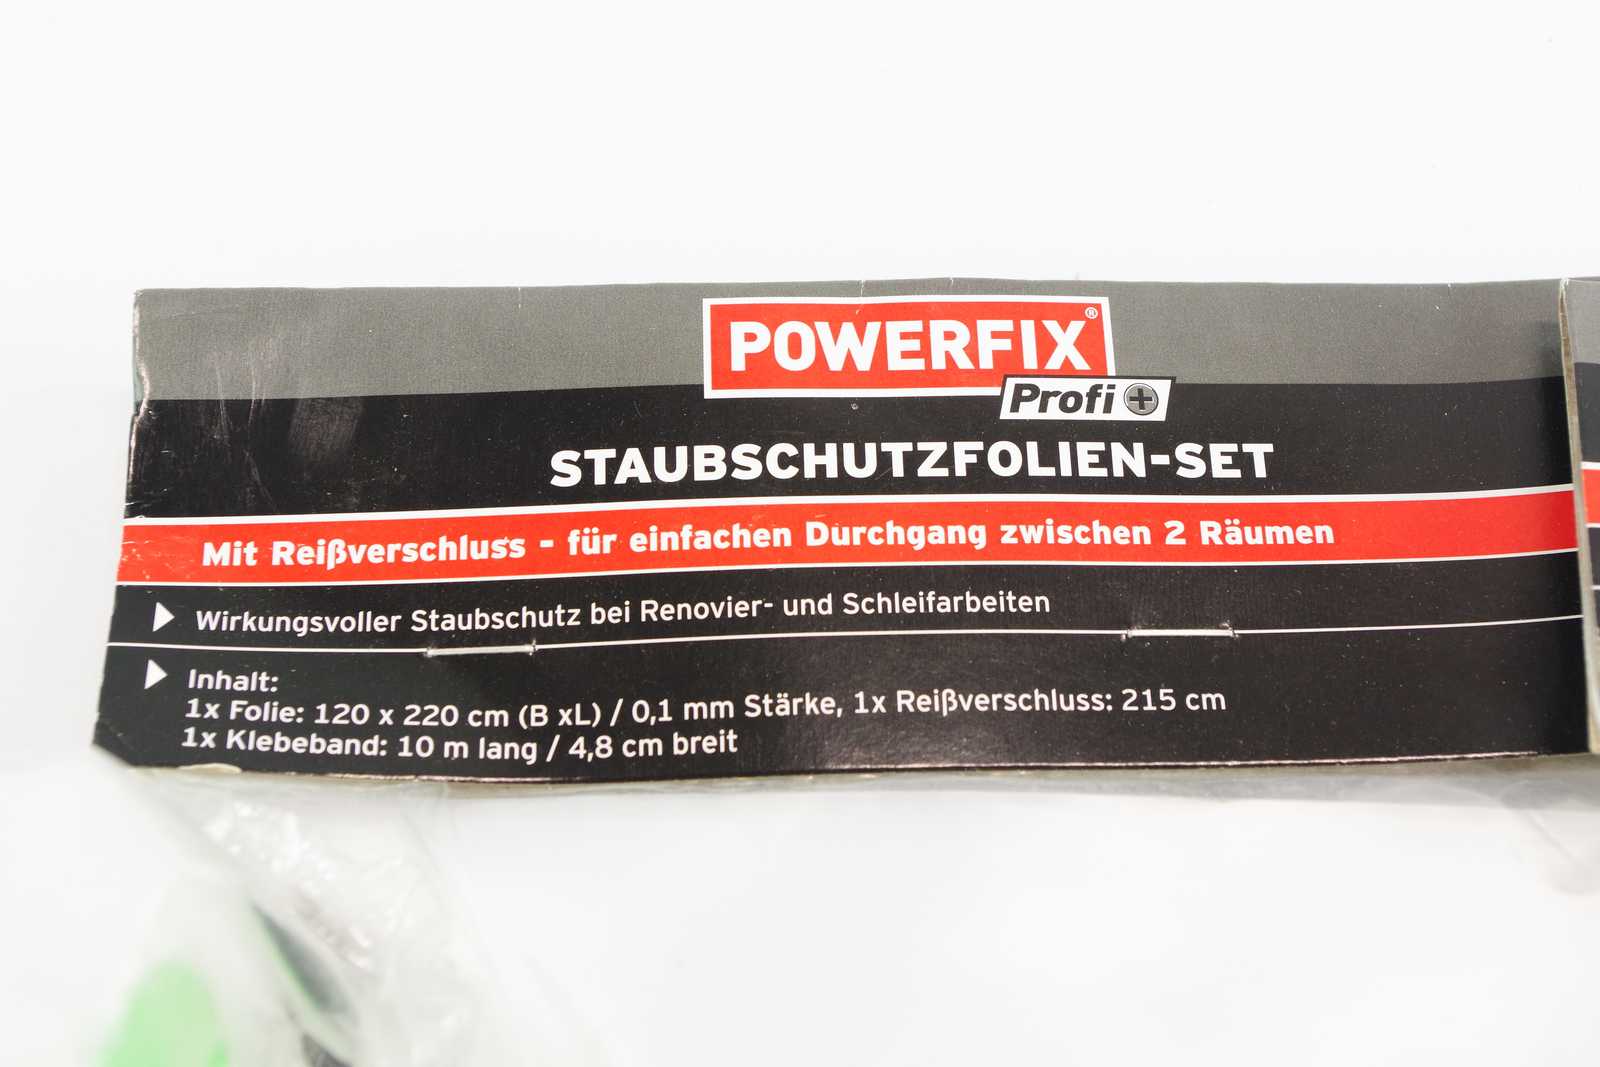 POWERFIX®
Profi+
STAUBSCHUTZFOLIEN-SET
Mit Reißverschluss - für einfachen Durchgang zwischen 2 Räumen
Wirkungsvoller Staubschutz bei Renovier- und Schleifarbeiten
Inhalt:
1x Folie: 120 x 220 cm (B xL) / 0,1 mm Stärke, 1x Reißverschluss: 215 cm
1x Klebeband: 10 m lang / 4,8 cm breit